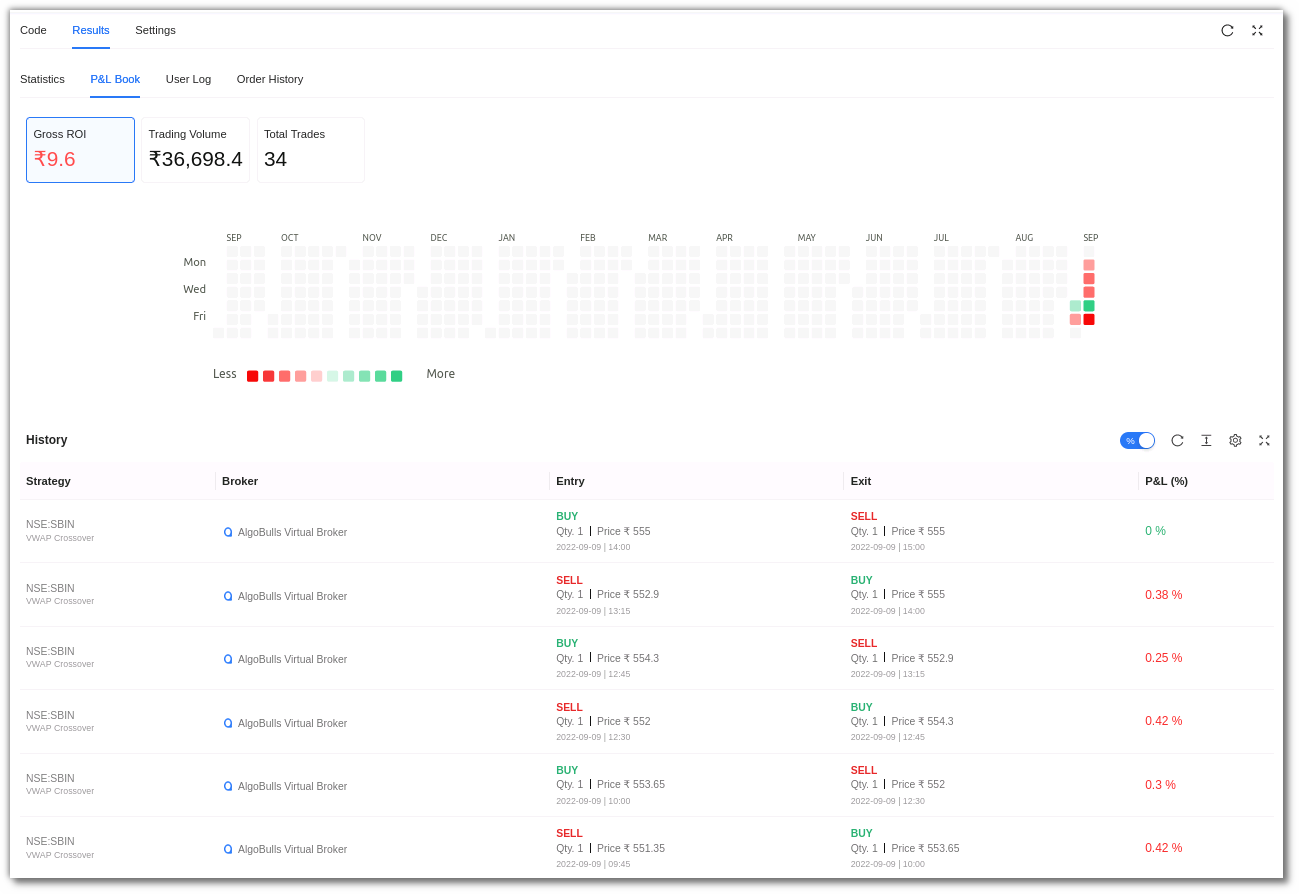 Code Results Settings
Statistics P&L Book User Log Order History
Gross ROI Trading Volume Total Trades
₹9.6 ₹36,698.4 34
SEP OCT NOV DEC JAN FEB MAR APR MAY JUN JUL AUG SEP
Mon
Wed
Fri
Less More
History %
Strategy Broker Entry Exit P&L (%)
BUY SELL
NSE:SBIN AlgoBulls Virtual Broker Qty. 1 | Price ₹ 555 Qty. 1 | Price ₹ 555 0 %
VWAP Crossover 2022-09-09 | 14:00 2022-09-09 | 15:00
SELL BUY
NSE:SBIN AlgoBulls Virtual Broker Qty. 1 | Price ₹ 552.9 Qty. 1 | Price ₹ 555 0.38 %
VWAP Crossover 2022-09-09 | 13:15 2022-09-09 | 14:00
BUY SELL
NSE:SBIN AlgoBulls Virtual Broker Qty. 1 | Price ₹ 554.3 Qty. 1 | Price ₹ 552.9 0.25 %
VWAP Crossover 2022-09-09 | 12:45 2022-09-09 | 13:15
SELL BUY
NSE:SBIN AlgoBulls Virtual Broker Qty. 1 | Price ₹ 552 Qty. 1 | Price ₹ 554.3 0.42 %
VWAP Crossover 2022-09-09 | 12:30 2022-09-09 | 12:45
BUY SELL
NSE:SBIN AlgoBulls Virtual Broker Qty. 1 | Price ₹ 553.65 Qty. 1 | Price ₹ 552 0.3 %
VWAP Crossover 2022-09-09 | 10:00 2022-09-09 | 12:30
SELL BUY
NSE:SBIN AlgoBulls Virtual Broker Qty. 1 | Price ₹ 551.35 Qty. 1 | Price ₹ 553.65 0.42 %
VWAP Crossover 2022-09-09 | 09:45 2022-09-09 | 10:00